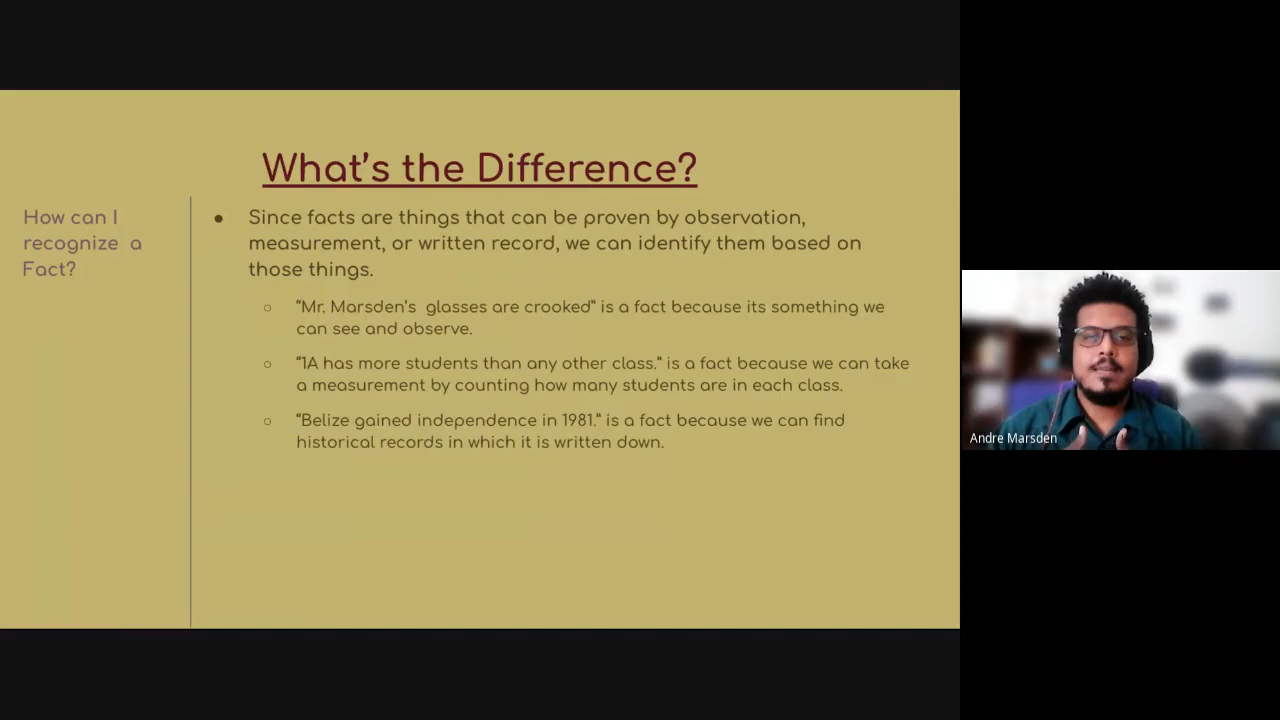 What's the Difference?
How can I
recognize a
Fact?
● Since facts are things that can be proven by observation,
measurement, or written record, we can identify them based on
those things.
○ “Mr. Marsden's glasses are crooked” is a fact because its something we
can see and observe.
○ “1A has more students than any other class.” is a fact because we can take
a measurement by counting how many students are in each class.
○ “Belize gained independence in 1981.” is a fact because we can find
historical records in which it is written down.
Andre Marsden